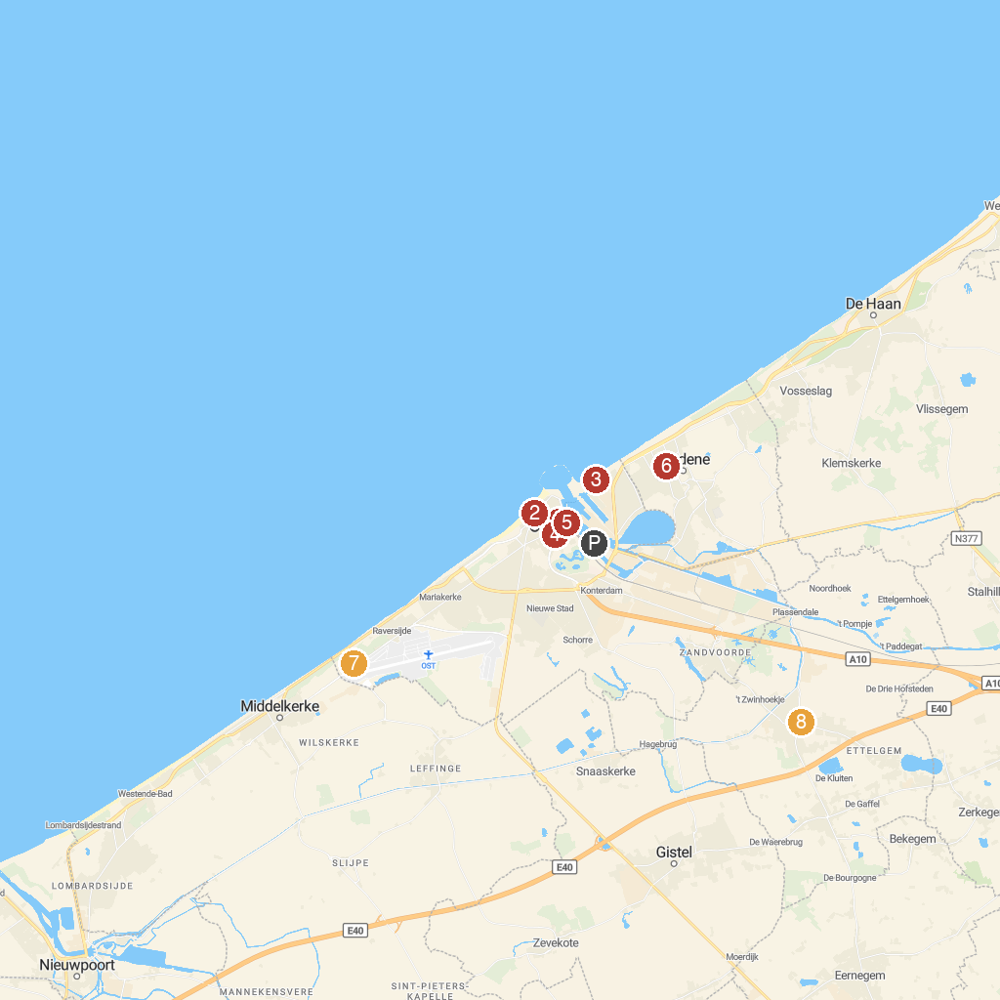 We
De Haan
Vosseslag
Vlissegem
Klemskerke
6
dene
3
2
5
4
P
N377
Stalhill
Noordhoek
Ettelgemhoek
Konterdam
Mariakerke
Nieuwe Stad
Plassendale
't Pompje
Raversijde
Schorre
't Paddegat
ZANDVOORDE
A10
OST
7
De Drie Hofsteden
A10
't Zwinhoekje
E40
Middelkerke
8
WILSKERKE
Hagebrug
ETTELGEM
LEFFINGE
Snaaskerke
De Kluiten
Westende-Bad
De Gaffel
Zerkege
Lombardsijdestrand
De Waerebrug
Bekegem
Gistel
SLIJPE
E40
De Bourgogne
LOMBARDSIJDE
d
E40
Zevekote
Moerdijk
Nieuwpoort
Eernegem
MANNEKENSVERE
SINT-PIETERS-
KAPELLE